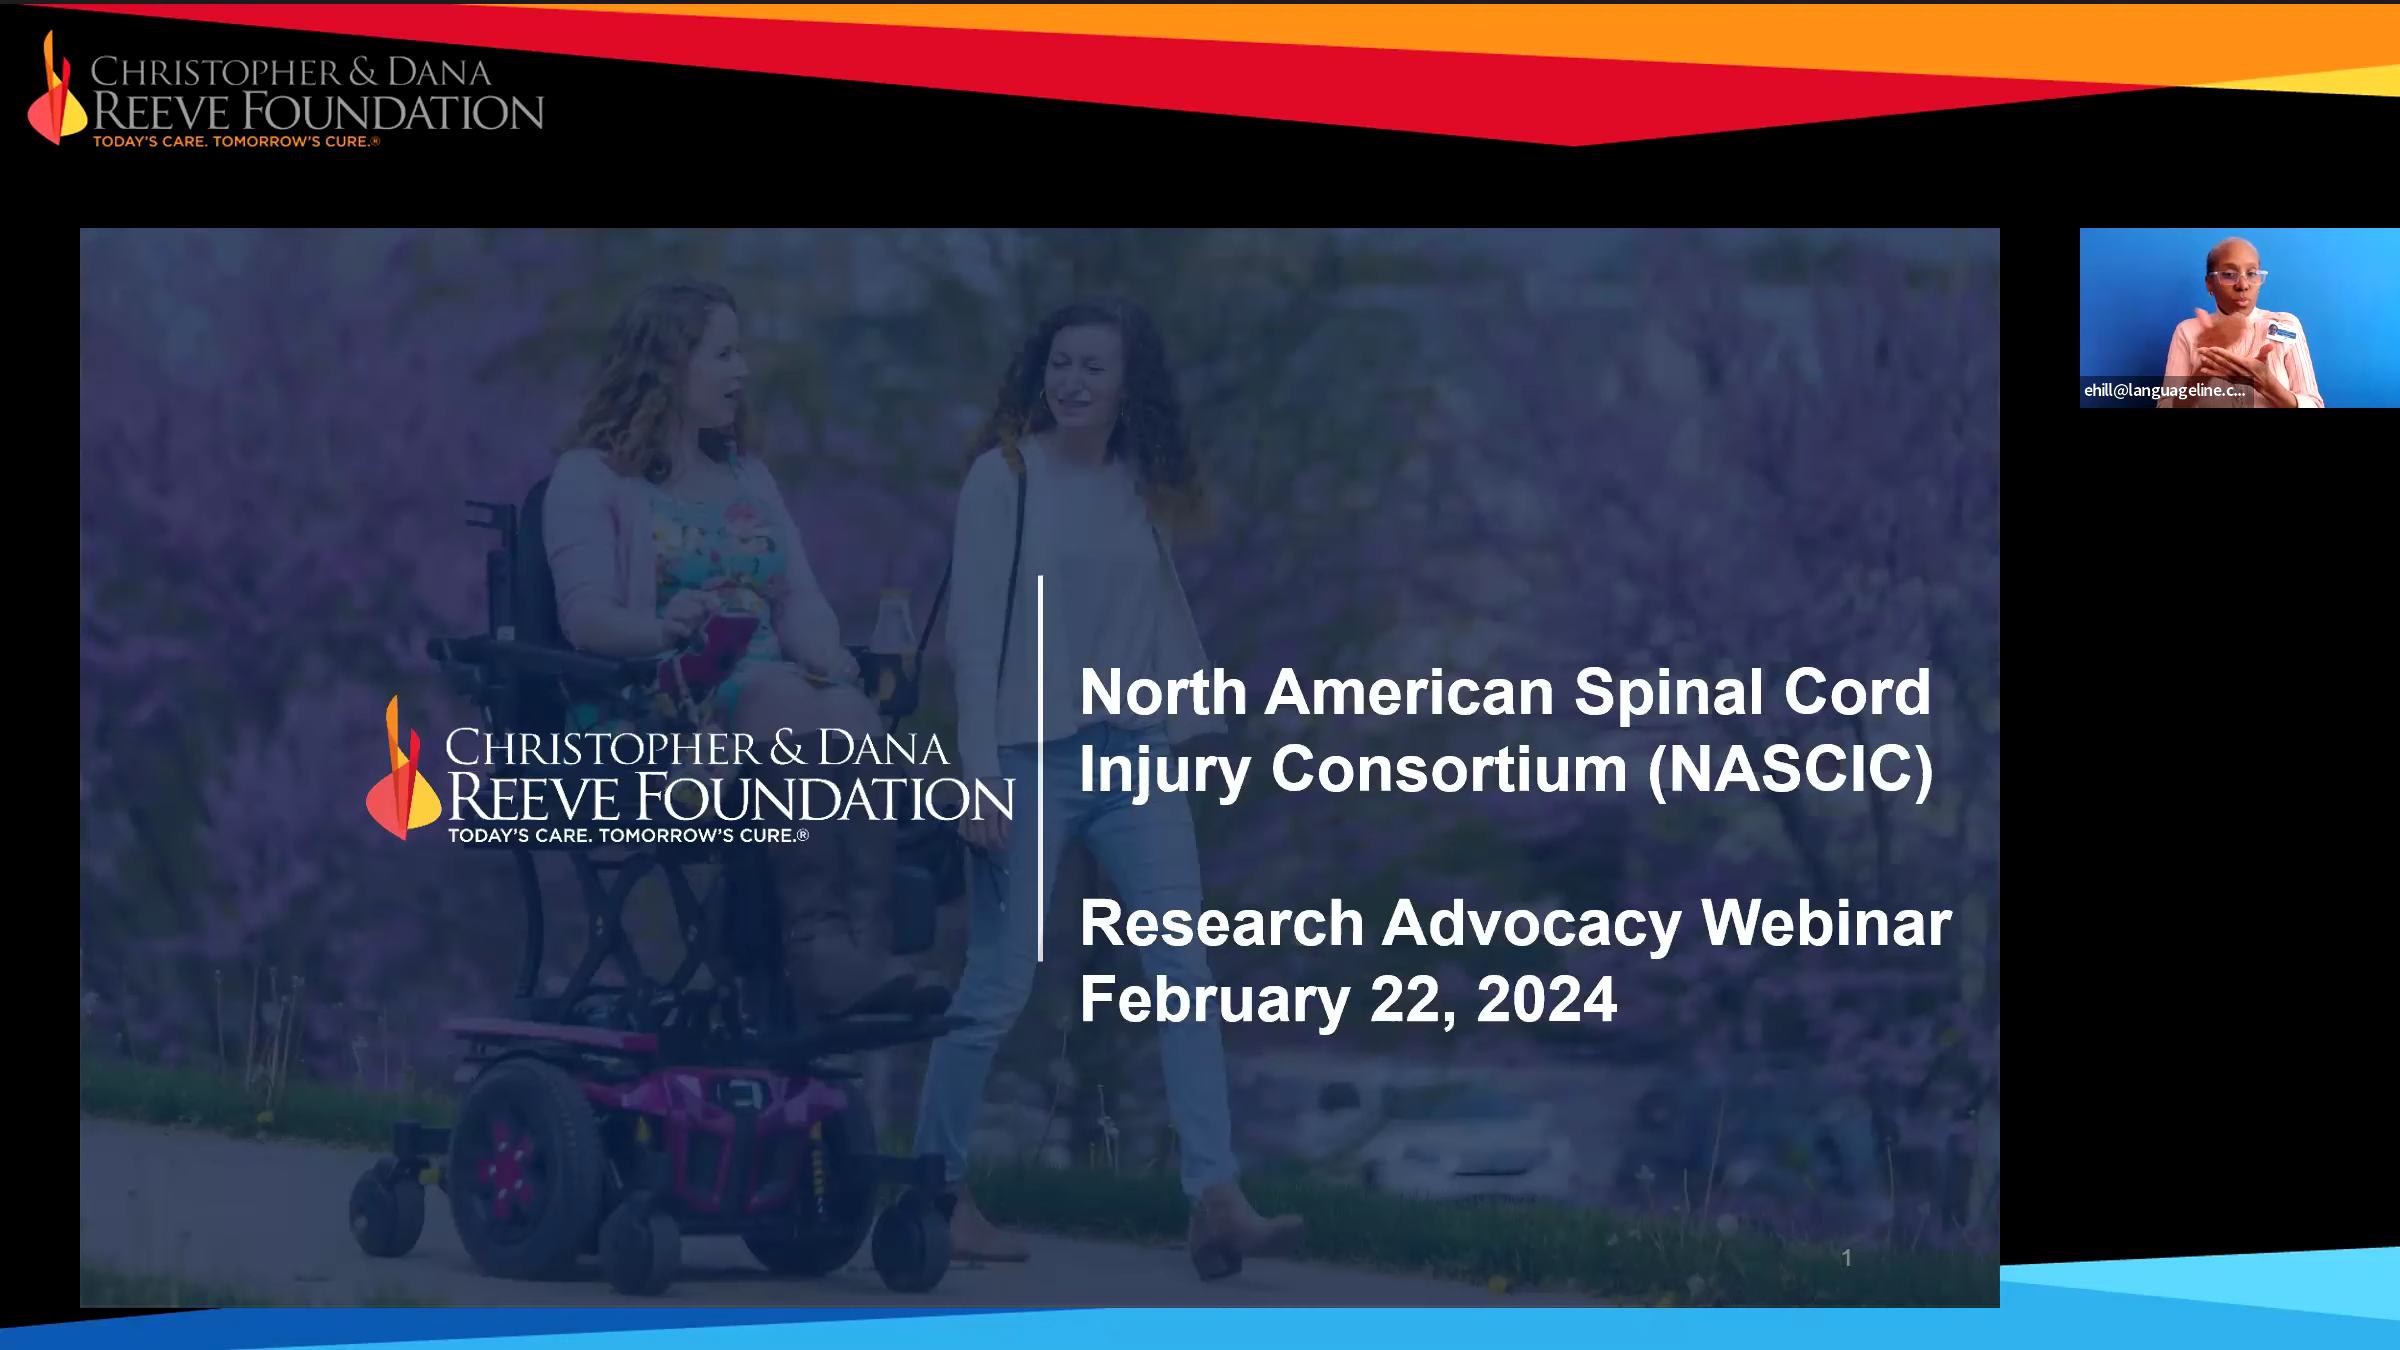 CHRISTOPHER & DANA
REEVE FOUNDATION
TODAY'S CARE. TOMORROW'S CURE.®
ehill@languageline.c...
North American Spinal Cord
Injury Consortium (NASCIC)
CHRISTOPHER & DANA
REEVE FOUNDATION
TODAY'S CARE. TOMORROW'S CURE.®
Research Advocacy Webinar
February 22, 2024
1